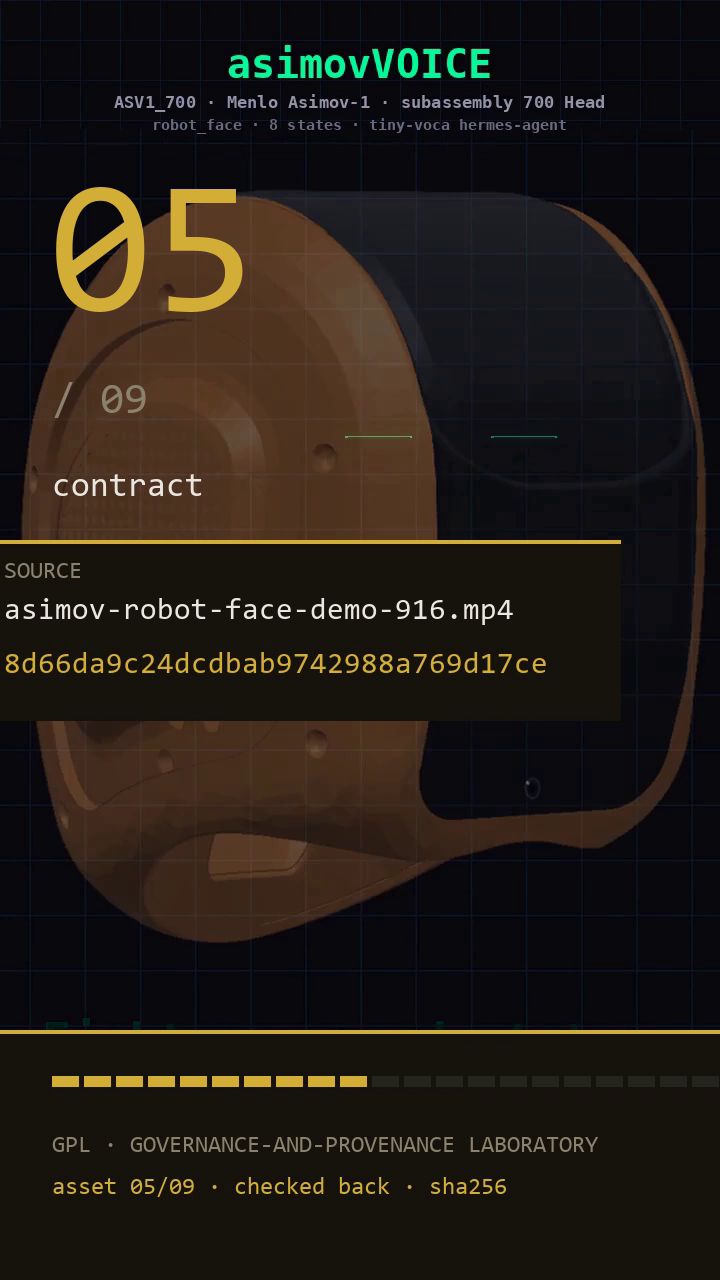 asimovVOICE
ASV1_700 · Menlo Asimov-1 · subassembly 700 Head
robot_face · 8 states · tiny-voca hermes-agent
05
/ 09
contract
SOURCE
asimov-robot-face-demo-916.mp4
8d66da9c24dcdbab9742988a769d17ce
GPL · GOVERNANCE-AND-PROVENANCE LABORATORY
asset 05/09 · checked back · sha256